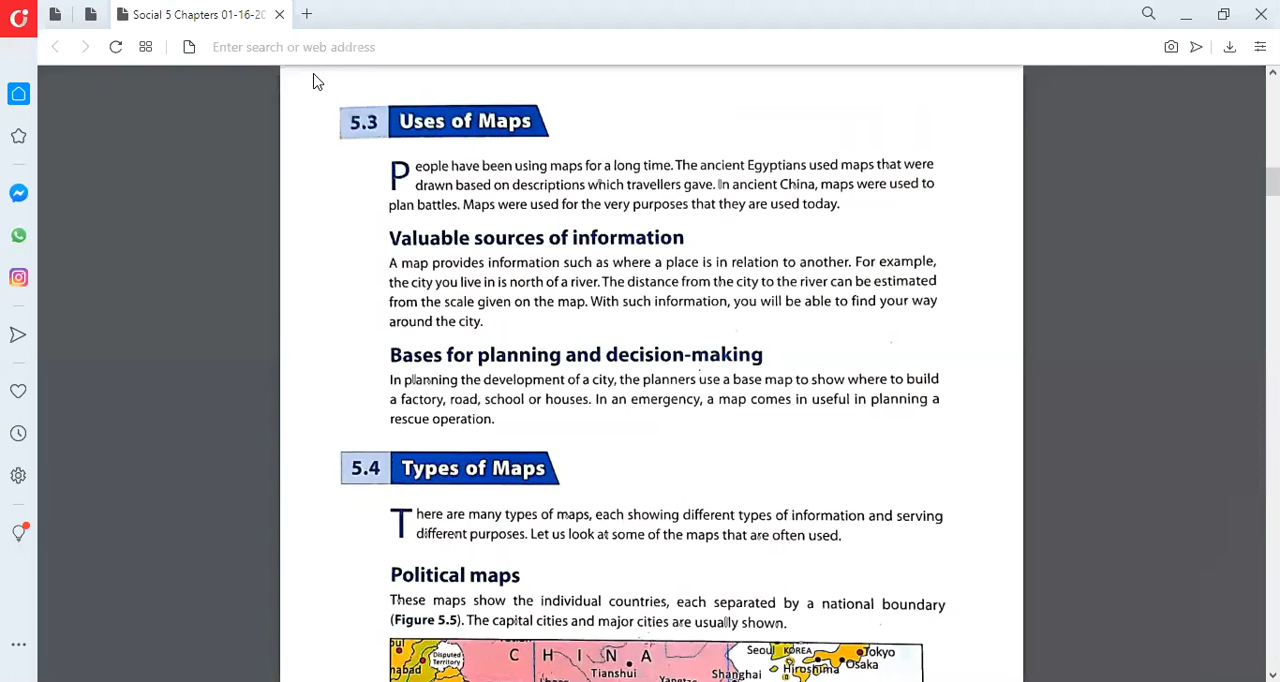 Social 5 Chapters 01-16-20
Enter search or web address
5.3 Uses of Maps
People have been using maps for a long time. The ancient Egyptians used maps that were
drawn based on descriptions which travellers gave. In ancient China, maps were used to
plan battles. Maps were used for the very purposes that they are used today.
Valuable sources of information
A map provides information such as where a place is in relation to another. For example,
the city you live in is north of a river. The distance from the city to the river can be estimated
from the scale given on the map. With such information, you will be able to find your way
around the city.
Bases for planning and decision-making
In planning the development of a city, the planners use a base map to show where to build
a factory, road, school or houses. In an emergency, a map comes in useful in planning a
rescue operation.
5.4 Types of Maps
There are many types of maps, each showing different types of information and serving
different purposes. Let us look at some of the maps that are often used.
Political maps
These maps show the individual countries, each separated by a national boundary
(Figure 5.5). The capital cities and major cities are usually shown.
Disputed
Territory
CHINA
Tianshui
Shanghai
Seoul
KOREA
Tokyo
Osaka
Hiroshima